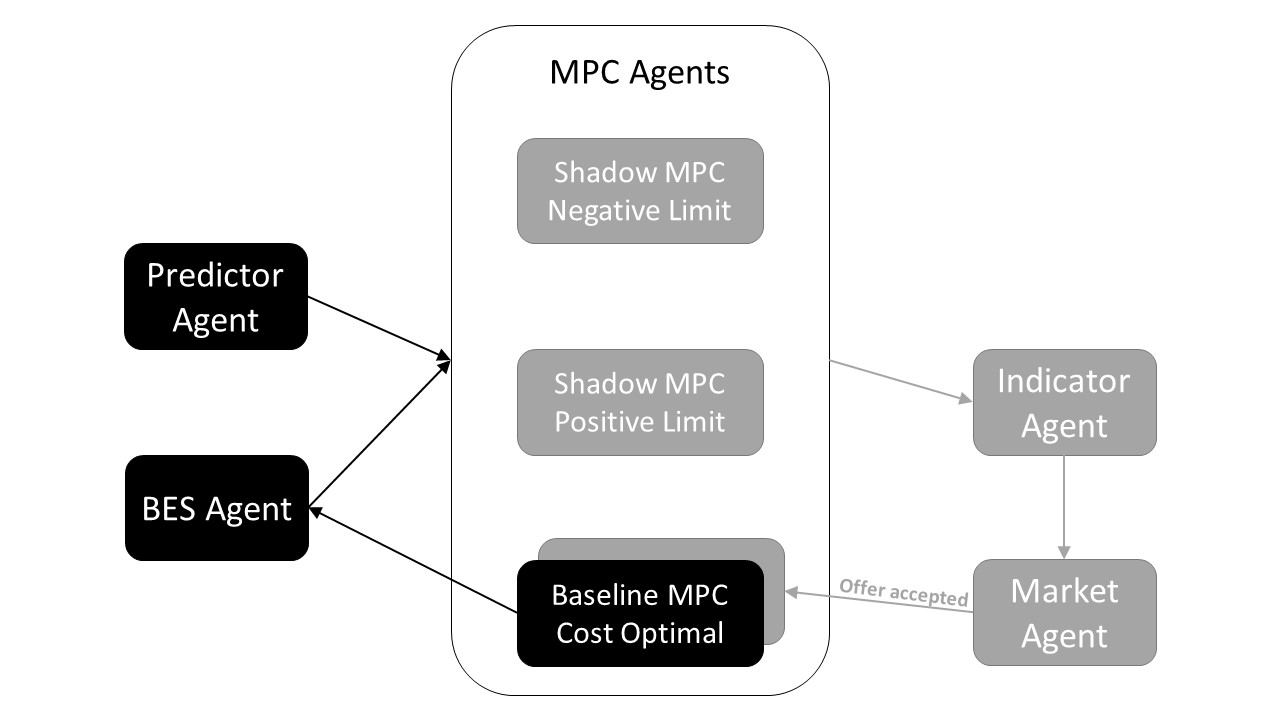 MPC Agents
Shadow MPC
Negative Limit
Predictor
Agent
Shadow MPC
Positive Limit
Indicator
Agent
BES Agent
Baseline MPC
Cost Optimal
Offer accepted
Market
Agent